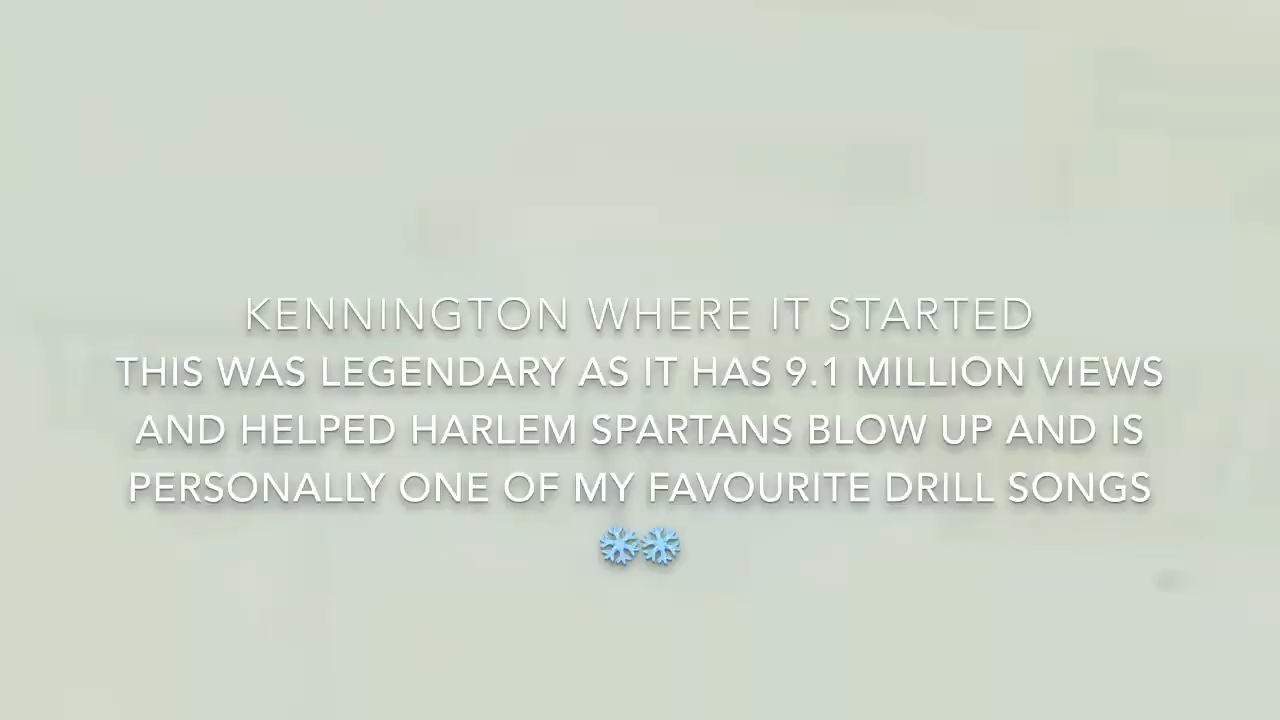 KENNINGTON WHERE IT STARTED
THIS WAS LEGENDARY AS IT HAS 9.1 MILLION VIEWS
AND HELPED HARLEM SPARTANS BLOW UP AND IS
PERSONALLY ONE OF MY FAVOURITE DRILL SONGS
❄️❄️